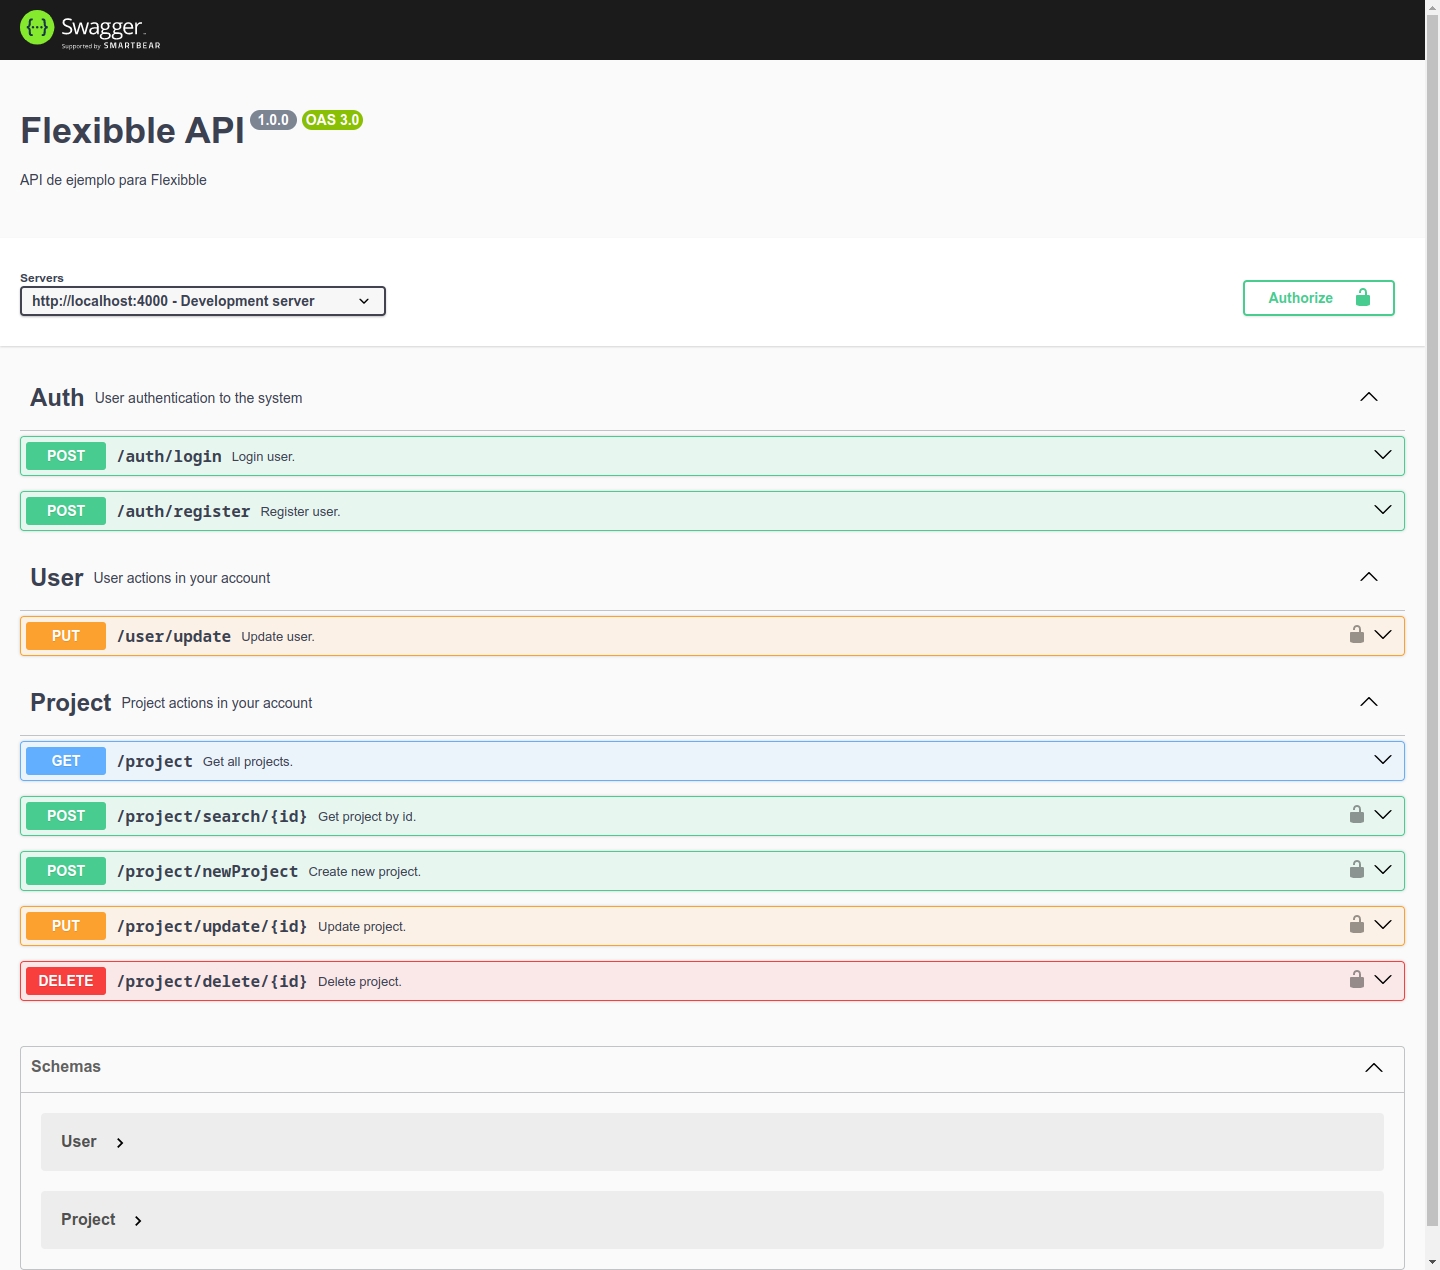 Swagger
Supported by SMARTBEAR
Flexibble API 1.0.0 OAS 3.0
API de ejemplo para Flexibble
Servers
http://localhost:4000 - Development server
Authorize
Auth User authentication to the system
POST /auth/login Login user.
POST /auth/register Register user.
User User actions in your account
PUT /user/update Update user.
Project Project actions in your account
GET /project Get all projects.
POST /project/search/{id} Get project by id.
POST /project/newProject Create new project.
PUT /project/update/{id} Update project.
DELETE /project/delete/{id} Delete project.
Schemas
User
Project